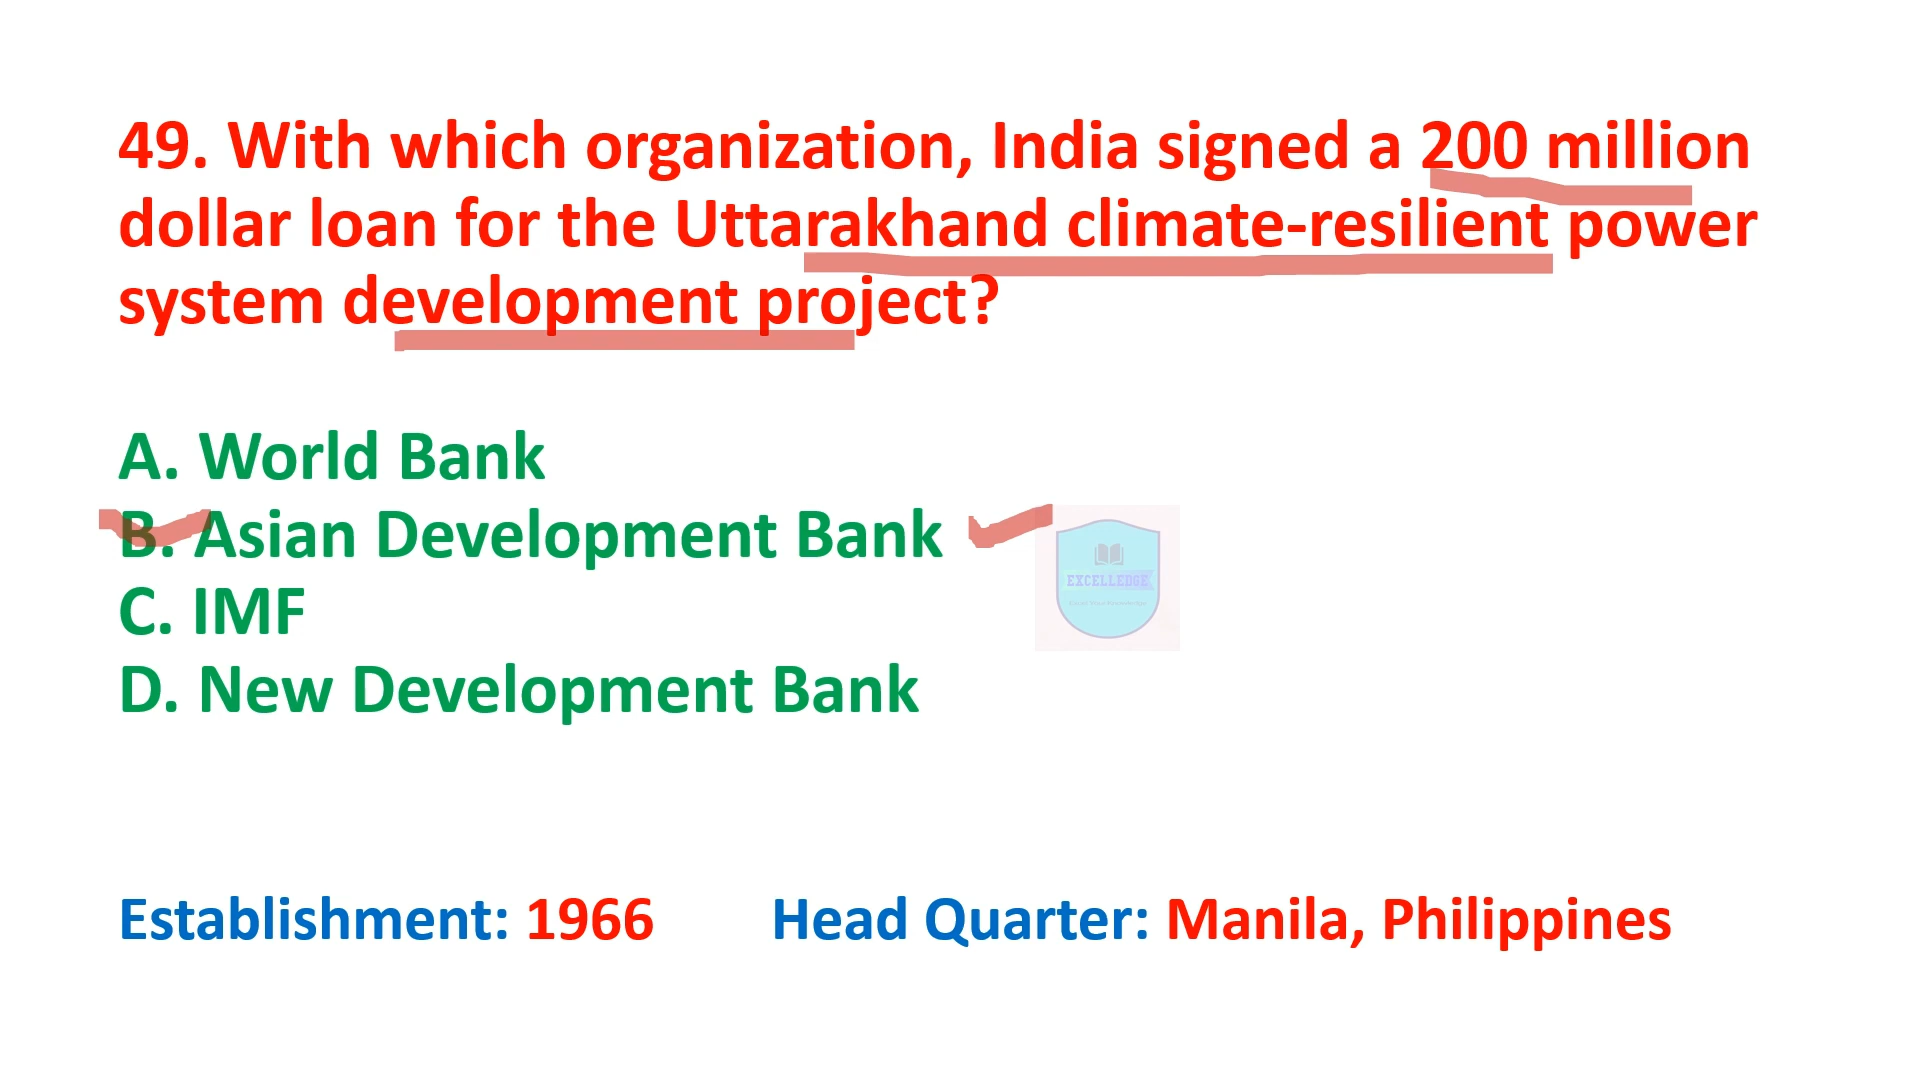 49. With which organization, India signed a 200 million
dollar loan for the Uttarakhand climate-resilient power
system development project?
A. World Bank
B. Asian Development Bank
C. IMF
D. New Development Bank
EXCELLEDGE
Establishment: 1966 Head Quarter: Manila, Philippines